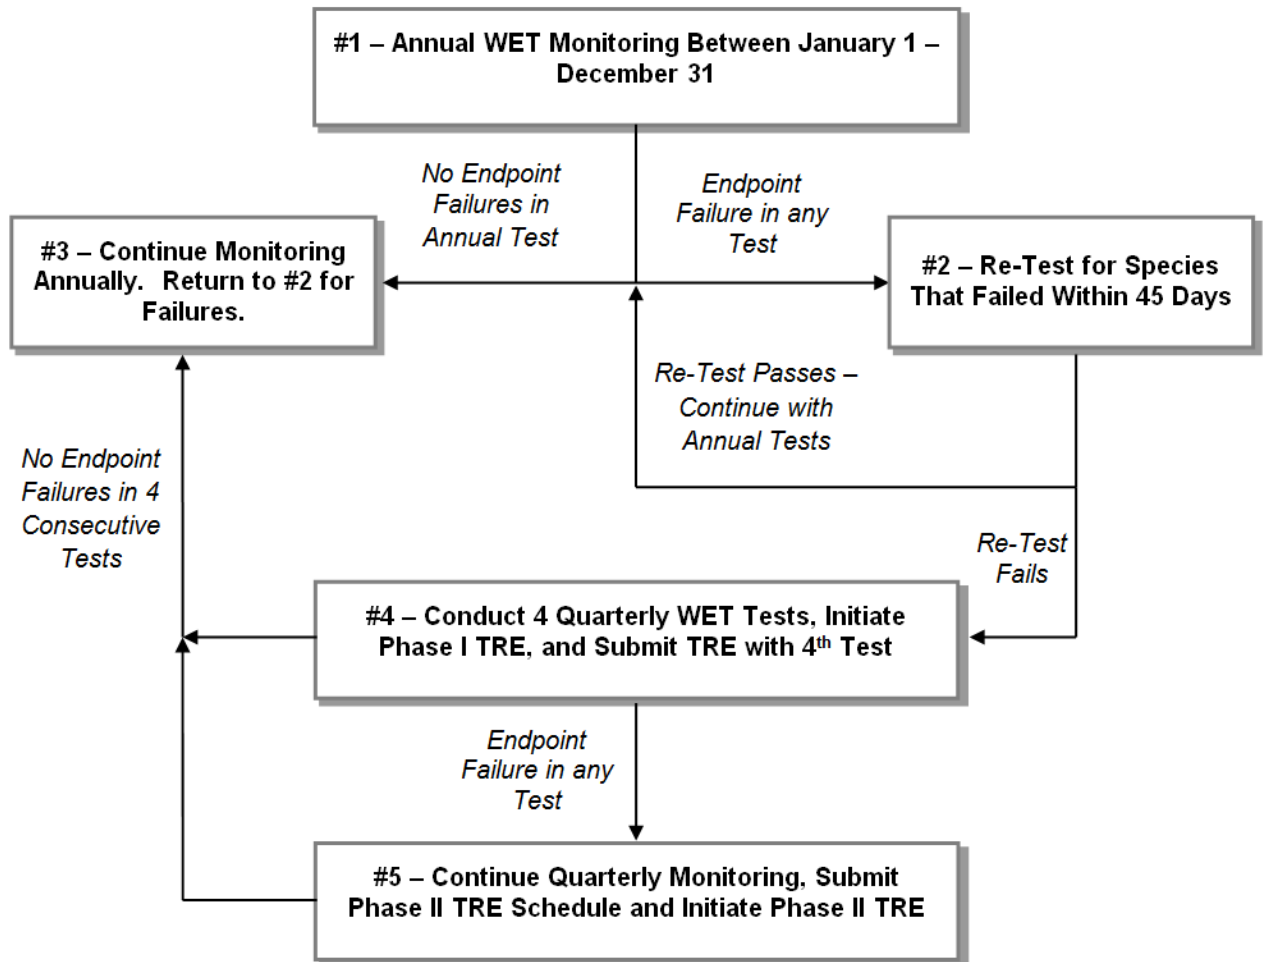 #1 – Annual WET Monitoring Between January 1 –
December 31
No Endpoint
Failures in
Annual Test
Endpoint
Failure in any
Test
#3 – Continue Monitoring
Annually.  Return to #2 for
Failures.
#2 – Re-Test for Species
That Failed Within 45 Days
Re-Test Passes –
Continue with
Annual Tests
No Endpoint
Failures in 4
Consecutive
Tests
Re-Test
Fails
#4 – Conduct 4 Quarterly WET Tests, Initiate
Phase I TRE, and Submit TRE with 4th Test
Endpoint
Failure in any
Test
#5 – Continue Quarterly Monitoring, Submit
Phase II TRE Schedule and Initiate Phase II TRE